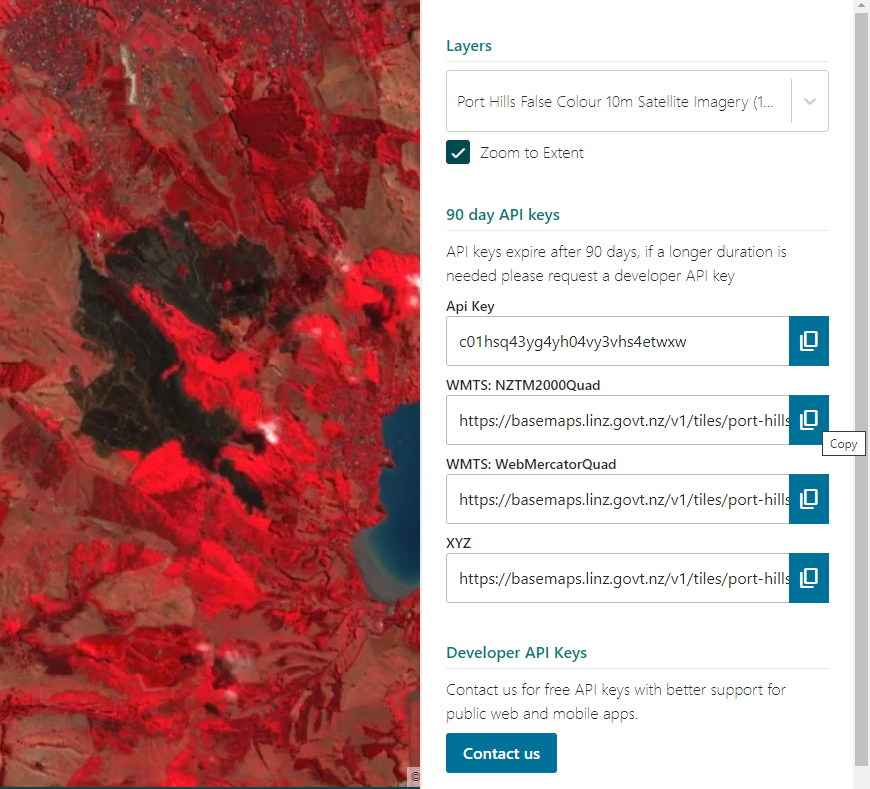 Layers
Port Hills False Colour 10m Satellite Imagery (1...
Zoom to Extent
90 day API keys
API keys expire after 90 days, if a longer duration is
needed please request a developer API key
Api Key
c01hsq43yg4yh04vy3vhs4etwxw
WMTS: NZTM2000Quad
https://basemaps.linz.govt.nz/v1/tiles/port-hills
Copy
WMTS: WebMercatorQuad
https://basemaps.linz.govt.nz/v1/tiles/port-hills
XYZ
https://basemaps.linz.govt.nz/v1/tiles/port-hills
Developer API Keys
Contact us for free API keys with better support for
public web and mobile apps.
Contact us
©